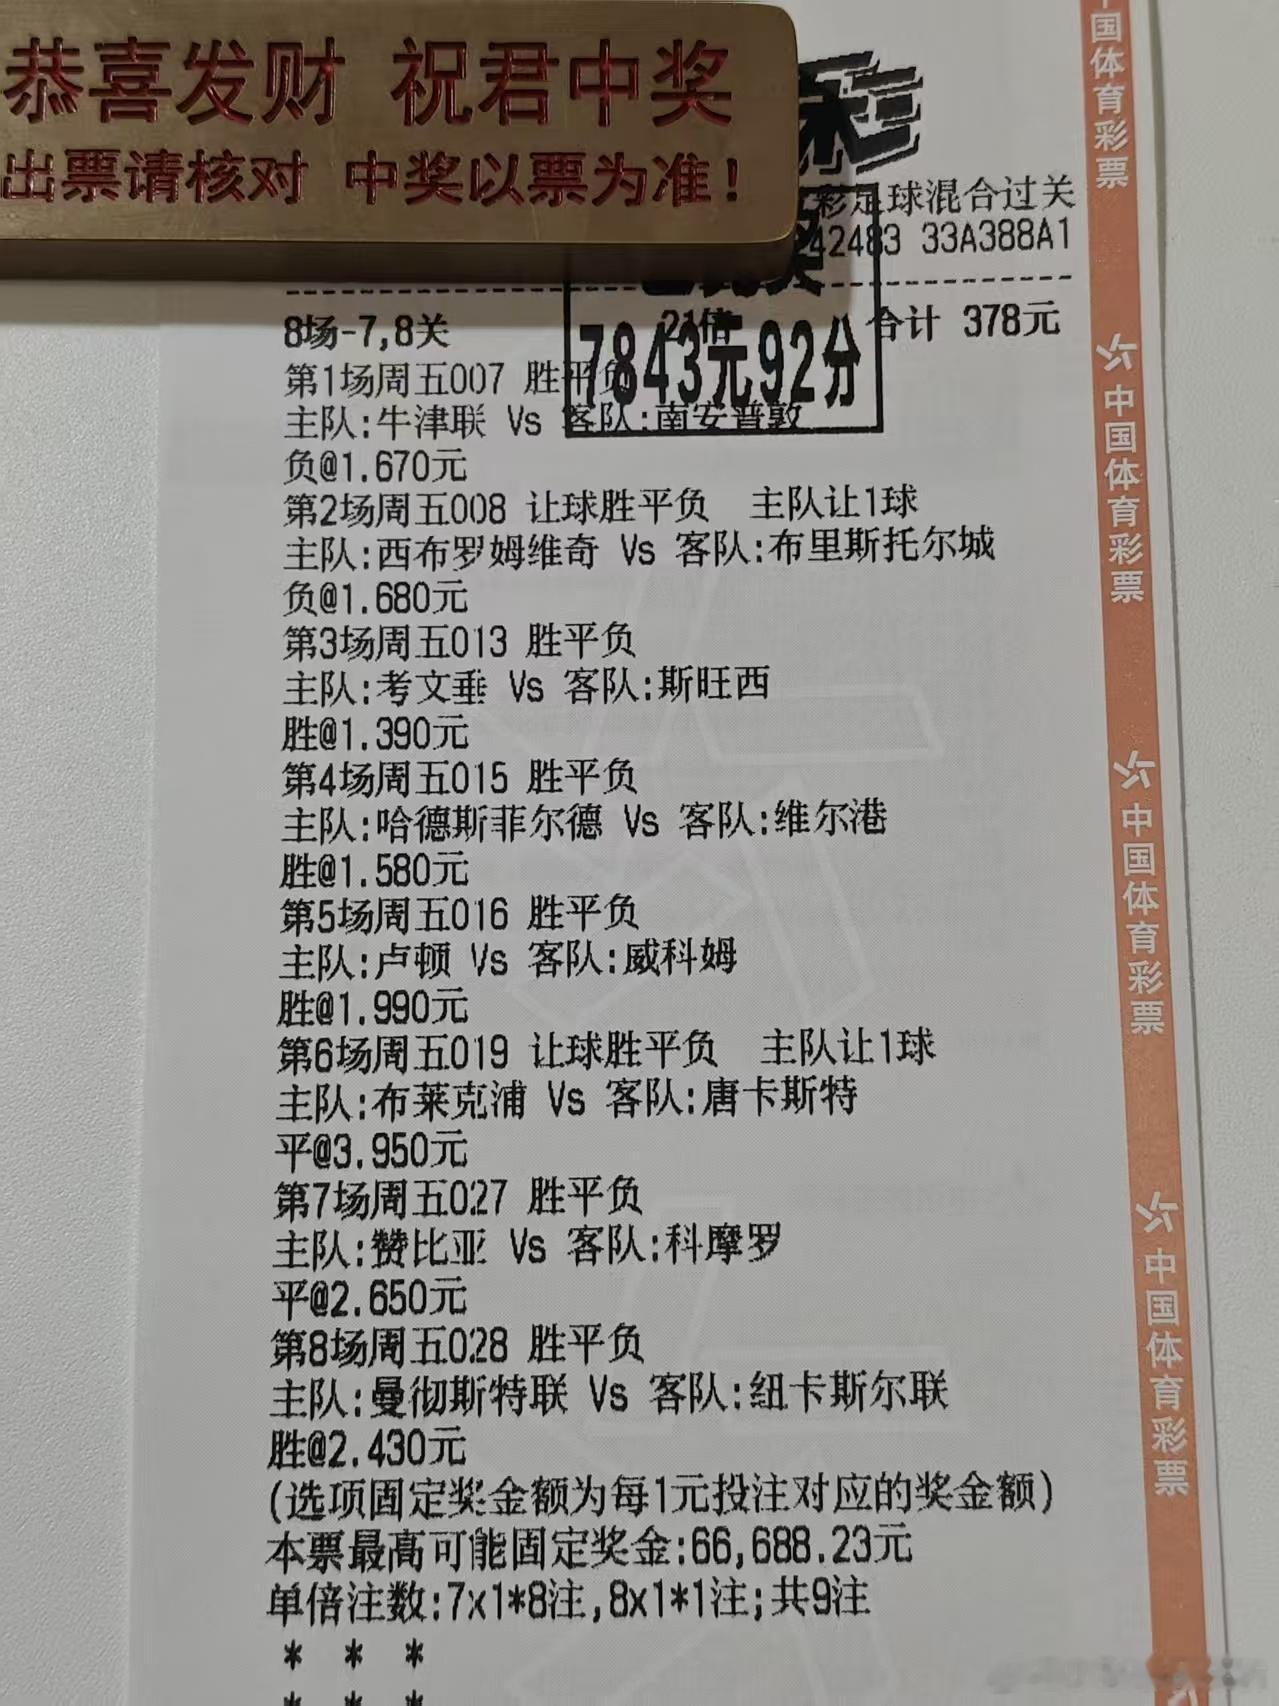 恭喜发财 祝君中奖
出票请核对 中奖以票为准!
彩足球混合过关
42483 33A388A1
8场-7,8关 21倍 合计 378元
7843元92分
第1场周五007 胜平负
主队:牛津联 Vs 客队:南安普敦
负@1.670元
第2场周五008 让球胜平负 主队让1球
主队:西布罗姆维奇 Vs 客队:布里斯托尔城
负@1.680元
第3场周五013 胜平负
主队:考文垂 Vs 客队:斯旺西
胜@1.390元
第4场周五015 胜平负
主队:哈德斯菲尔德 Vs 客队:维尔港
胜@1.580元
第5场周五016 胜平负
主队:卢顿 Vs 客队:威科姆
胜@1.990元
第6场周五019 让球胜平负 主队让1球
主队:布莱克浦 Vs 客队:唐卡斯特
平@3.950元
第7场周五027 胜平负
主队:赞比亚 Vs 客队:科摩罗
平@2.650元
第8场周五028 胜平负
主队:曼彻斯特联 Vs 客队:纽卡斯尔联
胜@2.430元
(选项固定奖金额为每1元投注对应的奖金额)
本票最高可能固定奖金:66,688.23元
单倍注数:7x1*8注,8x1*1注;共9注
* * *
* * *
中国体育彩票
中国体育彩票
中国体育彩票
中国体育彩票